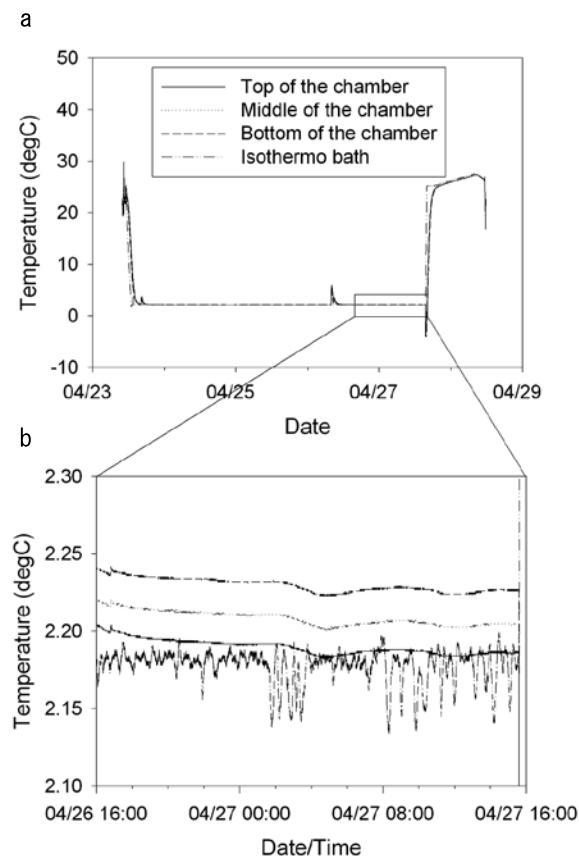 a
50
40
30
20
10
0
-10
Temperature (degC)
Top of the chamber
Middle of the chamber
Bottom of the chamber
Isothermo bath
04/23 04/25 04/27 04/29
Date
b
2.30
2.25
2.20
2.15
2.10
Temperature (degC)
04/26 16:00 04/27 00:00 04/27 08:00 04/27 16:00
Date/Time